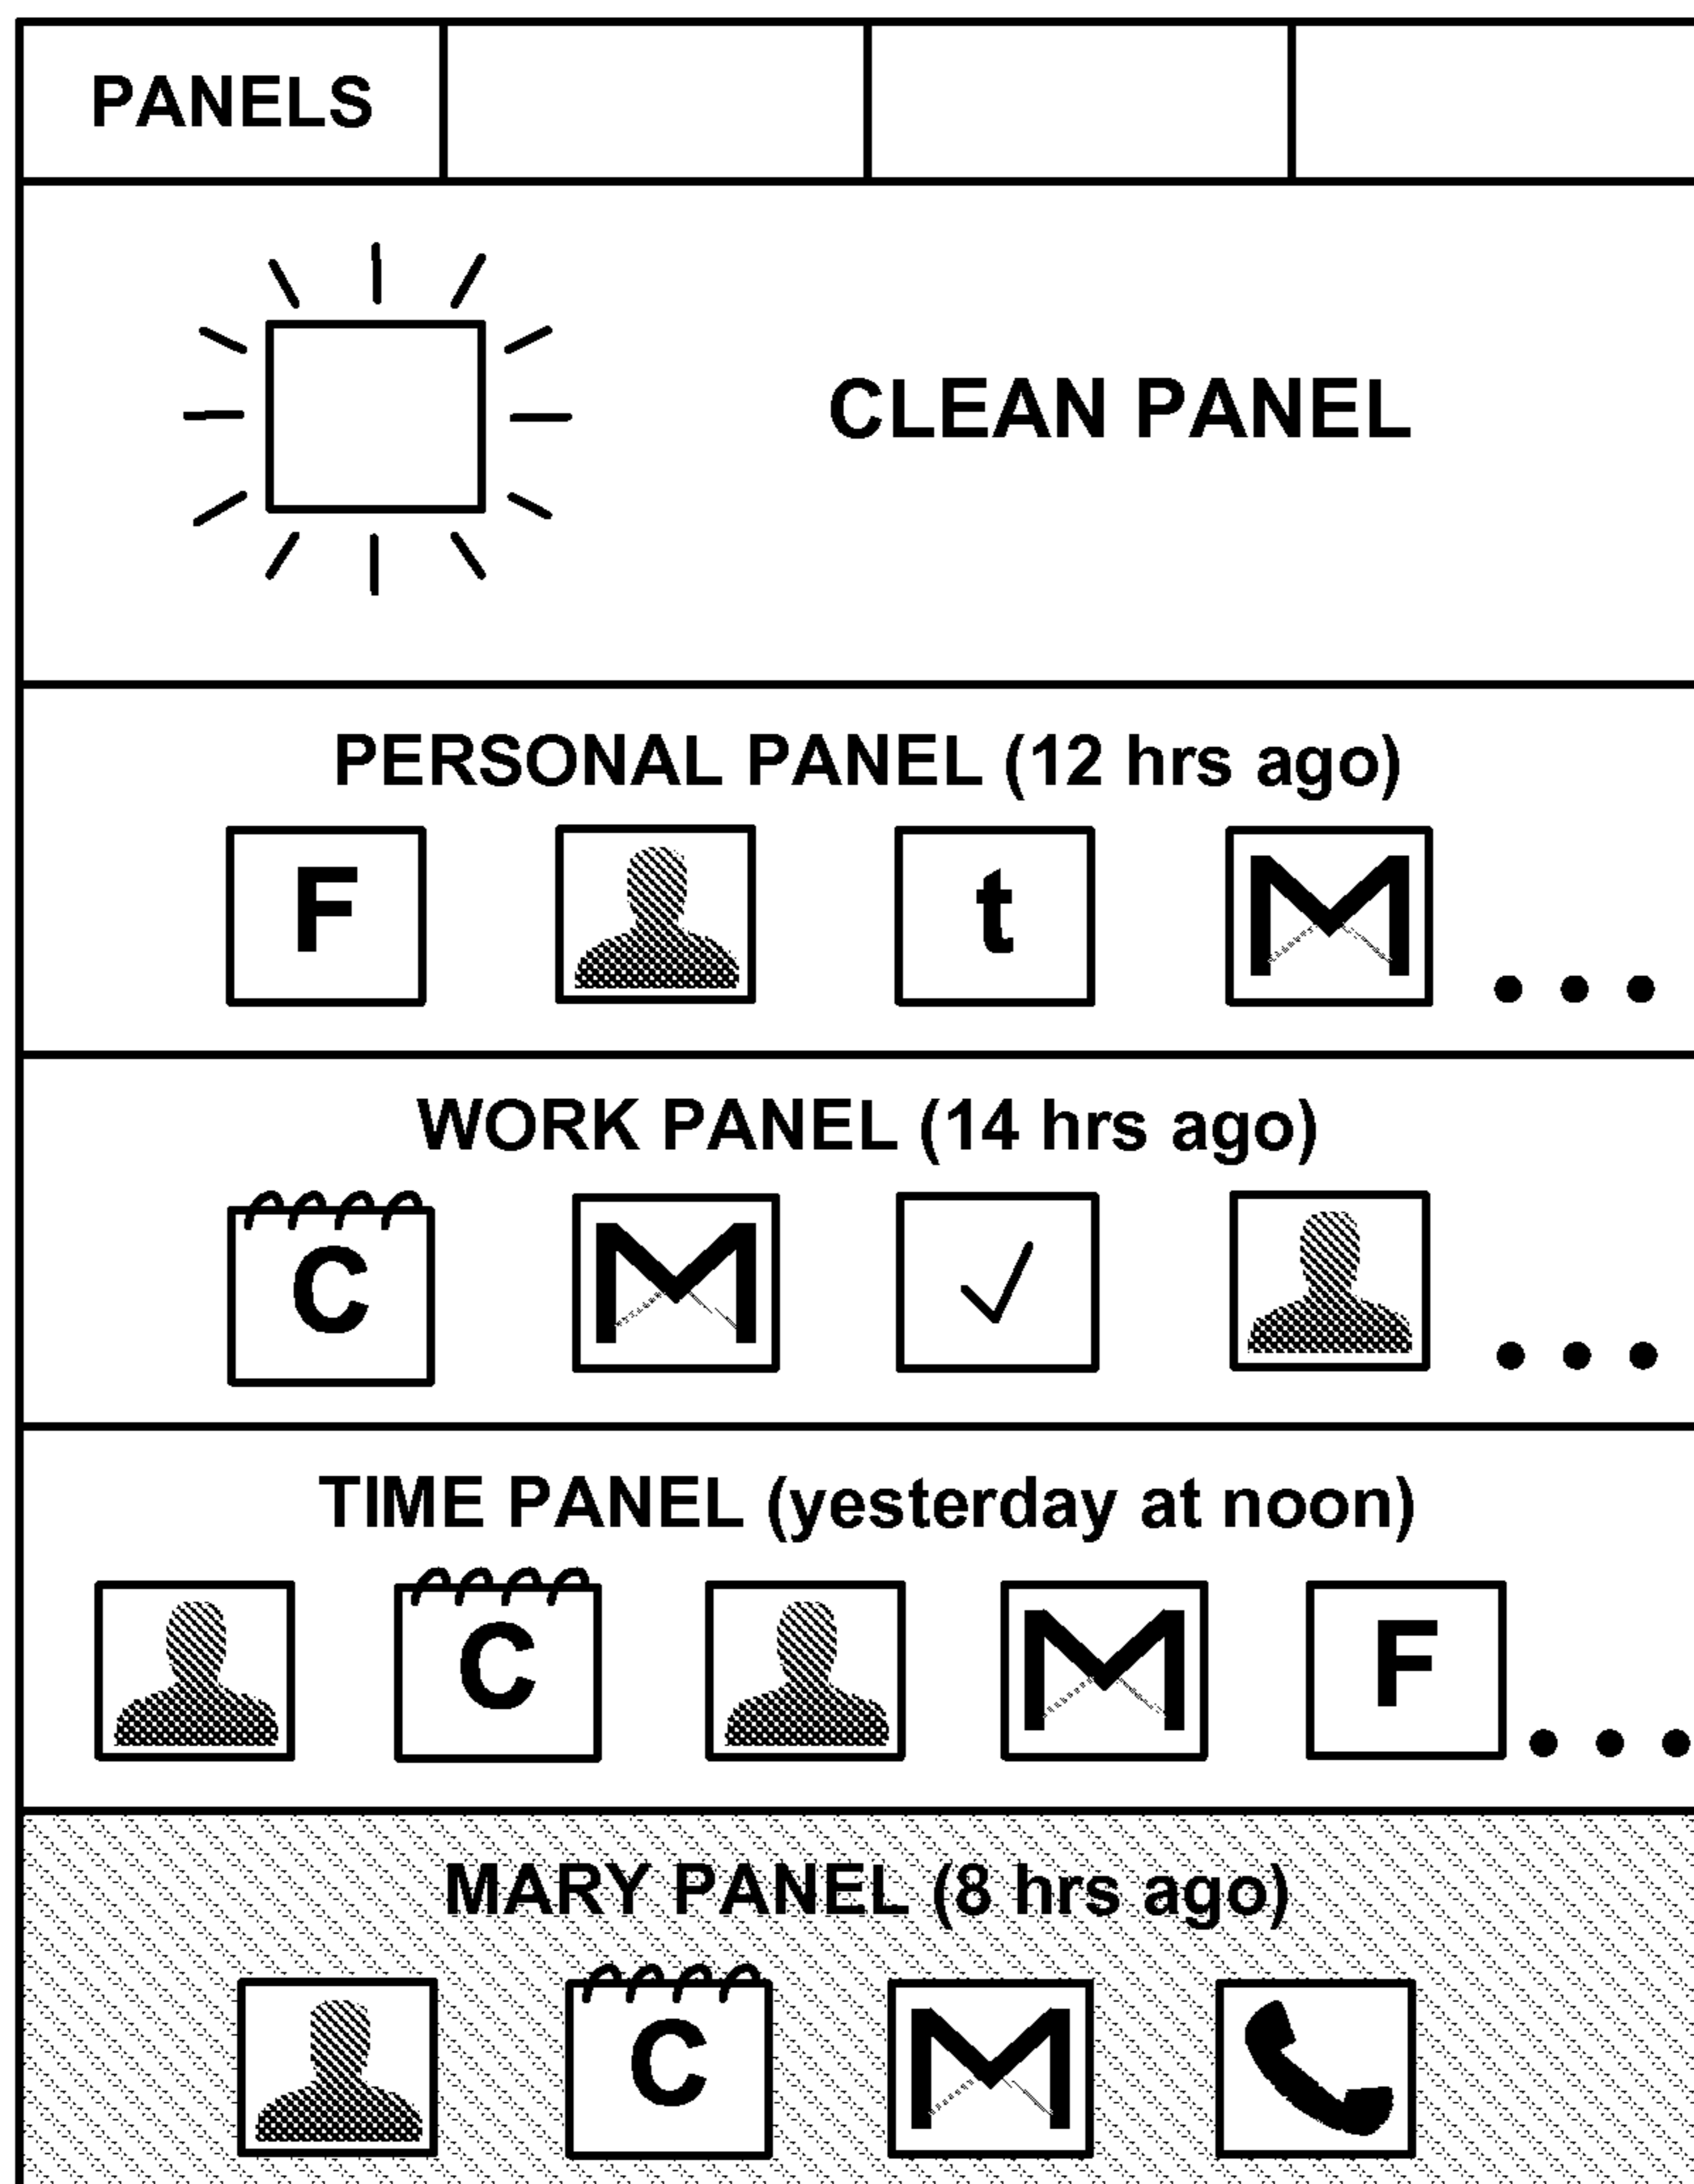 PANELS
CLEAN PANEL
PERSONAL PANEL (12 hrs ago)
F t M
WORK PANEL (14 hrs ago)
C M
TIME PANEL (yesterday at noon)
C M F
MARY PANEL (8 hrs ago)
C M